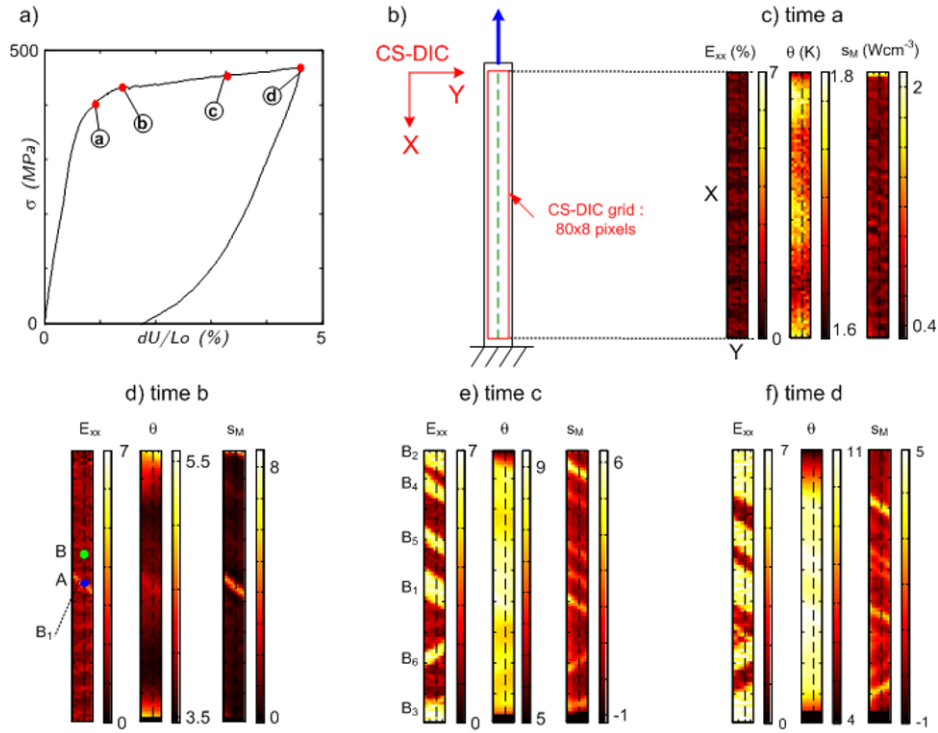 a)
500
σ (MPa)
0
0
dU/Lo (%)
5
a
b
c
d
b)
CS-DIC
Y
X
CS-DIC grid :
80x8 pixels
c) time a
Exx (%)
θ (K)
sM (Wcm-3)
7
1.8
2
X
0
1.6
0.4
Y
d) time b
Exx
θ
sM
7
5.5
8
B
A
B1
0
3.5
0
e) time c
Exx
θ
sM
B2
7
9
6
B4
B5
B1
B6
B3
0
5
-1
f) time d
Exx
θ
sM
7
11
5
0
4
-1